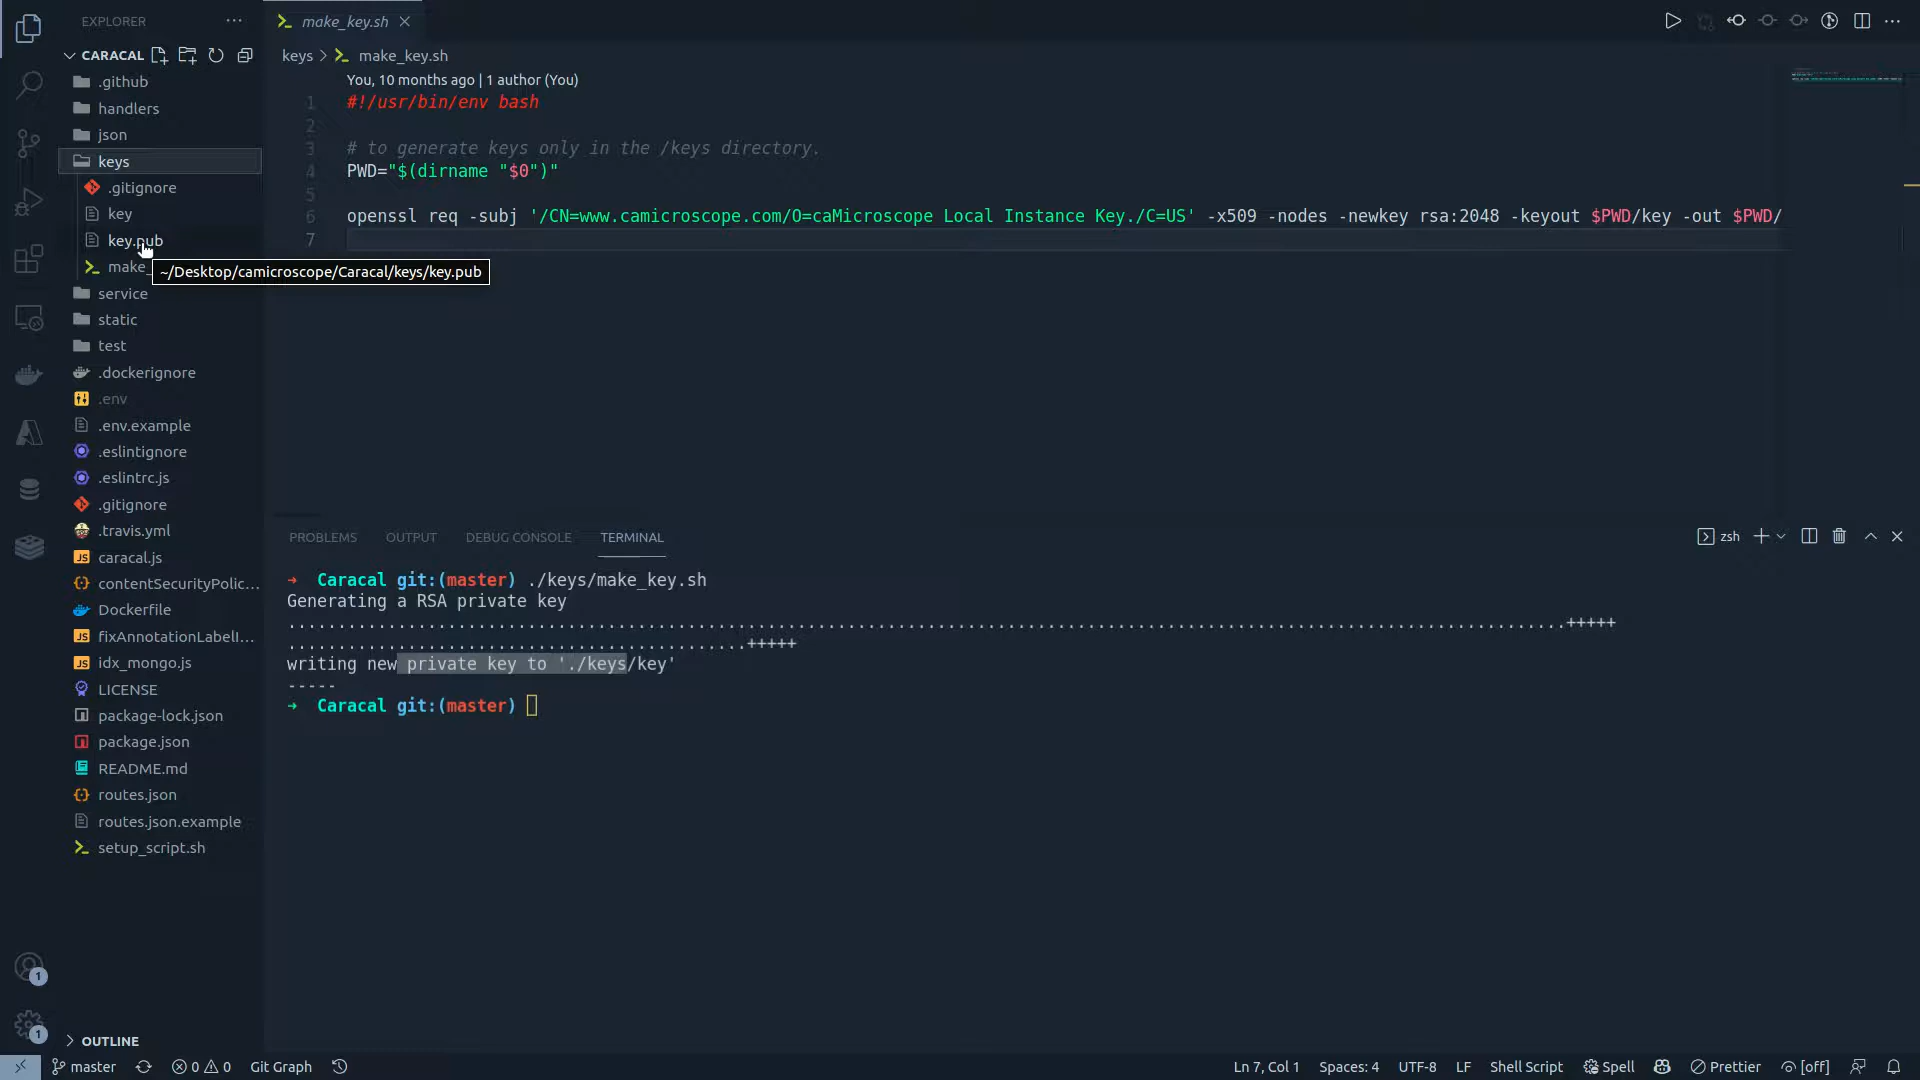 EXPLORER
CARACAL
.github
handlers
json
keys
.gitignore
key
key.pub
make_
~/Desktop/camicroscope/Caracal/keys/key.pub
service
static
test
.dockerignore
.env
.env.example
.eslintignore
.eslintrc.js
.gitignore
.travis.yml
caracal.js
contentSecurityPolic...
Dockerfile
fixAnnotationLabelI...
idx_mongo.js
LICENSE
package-lock.json
package.json
README.md
routes.json
routes.json.example
setup_script.sh
OUTLINE
make_key.sh
keys > make_key.sh
You, 10 months ago | 1 author (You)
1 #!/usr/bin/env bash
2
3 # to generate keys only in the /keys directory.
4 PWD="$(dirname "$0")"
5
6 openssl req -subj '/CN=www.camicroscope.com/O=caMicroscope Local Instance Key./C=US' -x509 -nodes -newkey rsa:2048 -keyout $PWD/key -out $PWD/
7
PROBLEMS OUTPUT DEBUG CONSOLE TERMINAL
zsh
➜ Caracal git:(master) ./keys/make_key.sh
Generating a RSA private key
...............................................................................................................................+++++
..............................................+++++
writing new private key to './keys/key'
-----
➜ Caracal git:(master)
1
1
master 0 0 Git Graph
Ln 7, Col 1 Spaces: 4 UTF-8 LF Shell Script Spell Prettier [off]